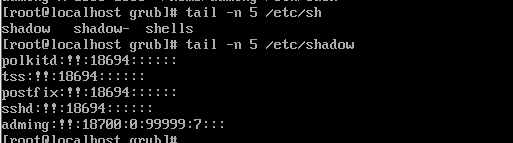 [root@localhost grub]# tail -n 5 /etc/sh
shadow   shadow-  shells
[root@localhost grub]# tail -n 5 /etc/shadow
polkitd:!!:18694::::::
tss:!!:18694::::::
postfix:!!:18694::::::
sshd:!!:18694::::::
adming:!!:18700:0:99999:7:::
[root@localhost grub]#